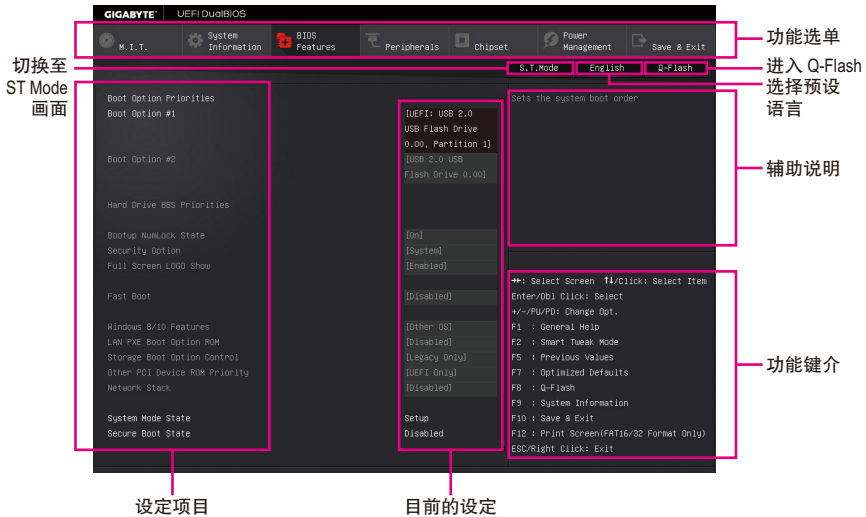 GIGABYTE™ UEFI DualBIOS
M.I.T.
System Information
BIOS Features
Peripherals
Chipset
Power Management
Save & Exit
功能选单
切换至
ST Mode
画面
S.T.Mode English Q-Flash
进入 Q-Flash
选择预设
语言
Boot Option Priorities
Boot Option #1 [UEFI: USB 2.0
USB Flash Drive
0.00, Partition 1]
Boot Option #2 [USB 2.0 USB
Flash Drive 0.00]
Hard Drive BBS Priorities
Bootup NumLock State [On]
Security Option [System]
Full Screen LOGO Show [Enabled]
Fast Boot [Disabled]
Windows 8/10 Features [Other OS]
LAN PXE Boot Option ROM [Disabled]
Storage Boot Option Control [Legacy Only]
Other PCI Device ROM Priority [UEFI Only]
Network Stack [Disabled]
System Mode State Setup
Secure Boot State Disabled
Sets the system boot order
辅助说明
→←: Select Screen ↑↓/Click: Select Item
Enter/Dbl Click: Select
+/-/PU/PD: Change Opt.
F1 : General Help
F2 : Smart Tweak Mode
F5 : Previous Values
F7 : Optimized Defaults
F8 : Q-Flash
F9 : System Information
F10 : Save & Exit
F12 : Print Screen(FAT16/32 Format Only)
ESC/Right Click: Exit
功能键介
设定项目
目前的设定